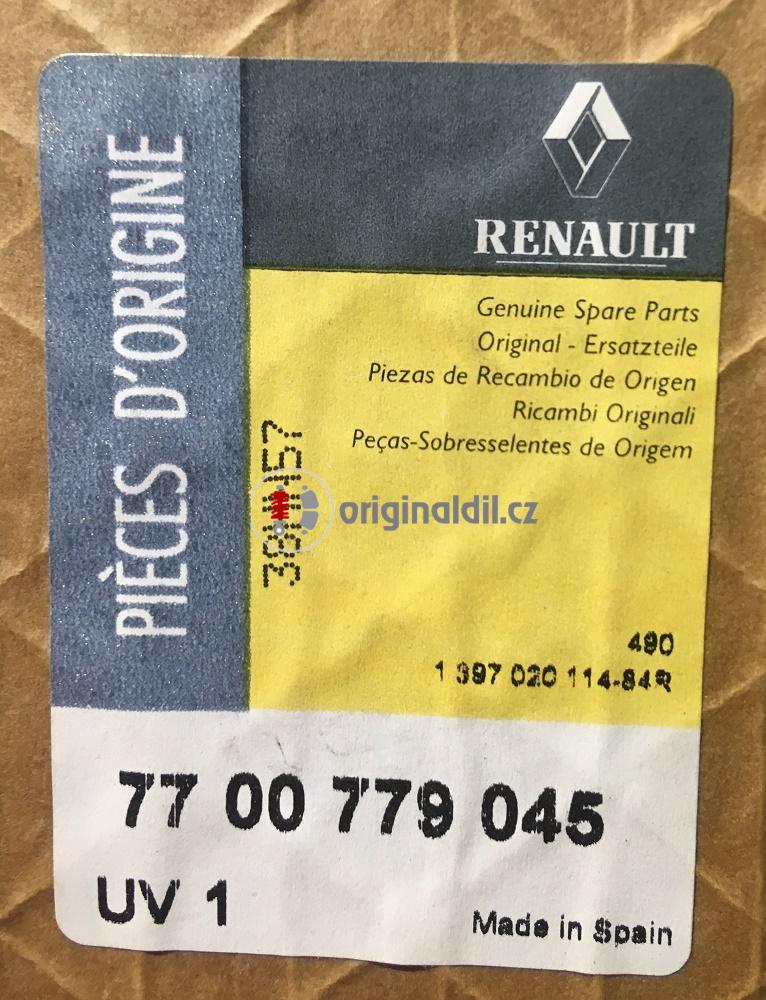 PIÈCES D'ORIGINE
RENAULT
Genuine Spare Parts
Original - Ersatzteile
Piezas de Recambio de Origen
Ricambi Originali
Peças-Sobresselentes de Origem
originaldil.cz
490
1 397 020 114-84R
77 00 779 045
UV 1
Made in Spain